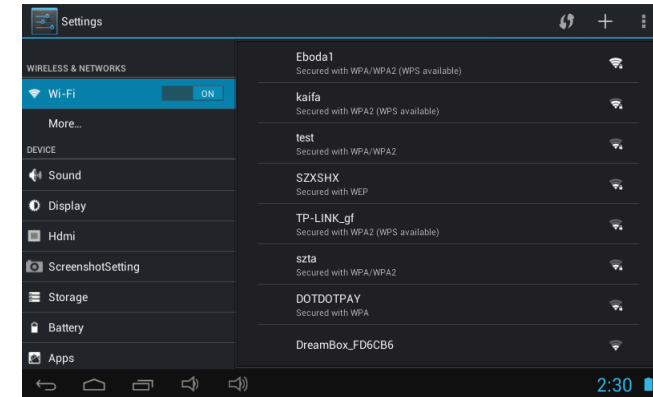 Settings
WIRELESS & NETWORKS
Wi-Fi
ON
More...
DEVICE
Sound
Display
Hdmi
ScreenshotSetting
Storage
Battery
Apps
Eboda1
Secured with WPA/WPA2 (WPS available)
kaifa
Secured with WPA2 (WPS available)
test
Secured with WPA/WPA2
SZXSHX
Secured with WEP
TP-LINK_gf
Secured with WPA2 (WPS available)
szta
Secured with WPA/WPA2
DOTDOTPAY
Secured with WPA
DreamBox_FD6CB6
2:30